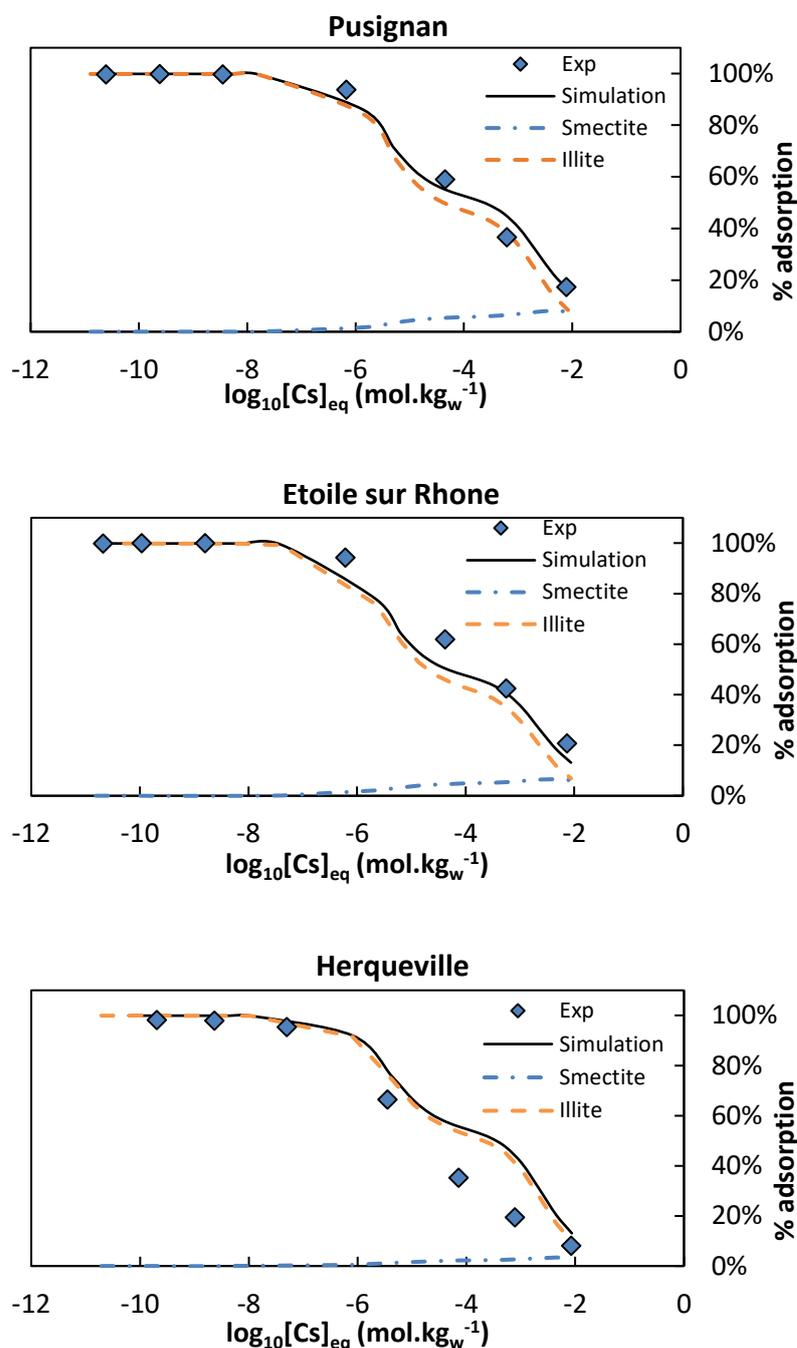 Pusignan
Exp
Simulation
Smectite
Illite
100%
80%
60%
40%
20%
0%
% adsorption
-12 -10 -8 -6 -4 -2 0
log₁₀[Cs]eq (mol.kgw⁻¹)
Etoile sur Rhone
Exp
Simulation
Smectite
Illite
100%
80%
60%
40%
20%
0%
% adsorption
-12 -10 -8 -6 -4 -2 0
log₁₀[Cs]eq (mol.kgw⁻¹)
Herqueville
Exp
Simulation
Smectite
Illite
100%
80%
60%
40%
20%
0%
% adsorption
-12 -10 -8 -6 -4 -2 0
log₁₀[Cs]eq (mol.kgw⁻¹)